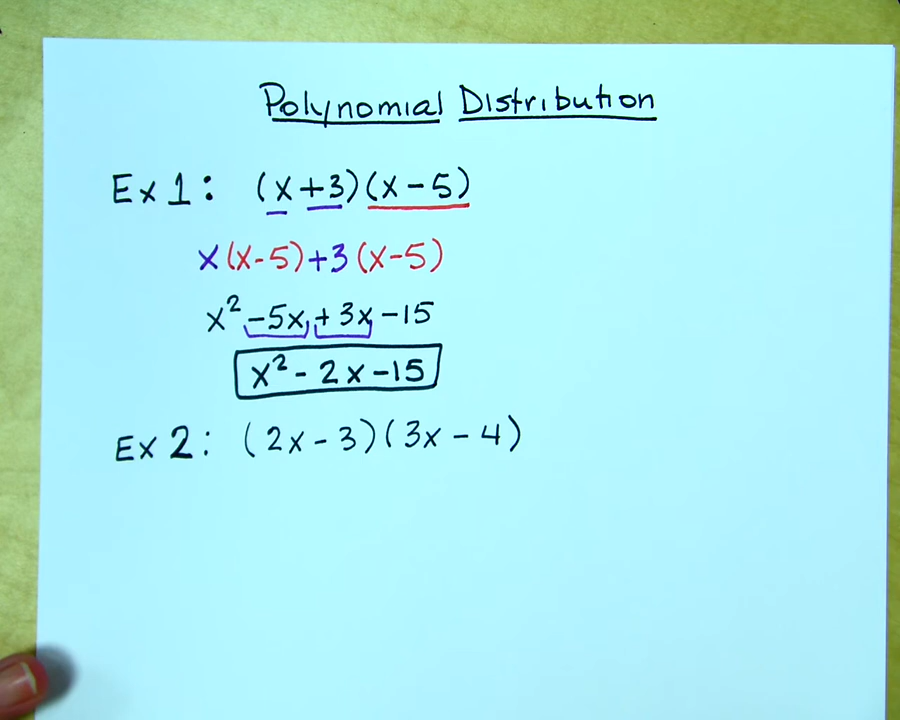 Polynomial Distribution
Ex 1: (x + 3)(x - 5)
x(x - 5) + 3(x - 5)
x² - 5x + 3x - 15
x² - 2x - 15
Ex 2: (2x - 3)(3x - 4)